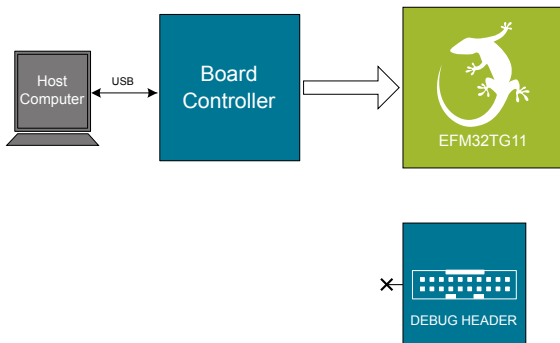 Host
Computer
USB
Board
Controller
EFM32TG11
DEBUG HEADER